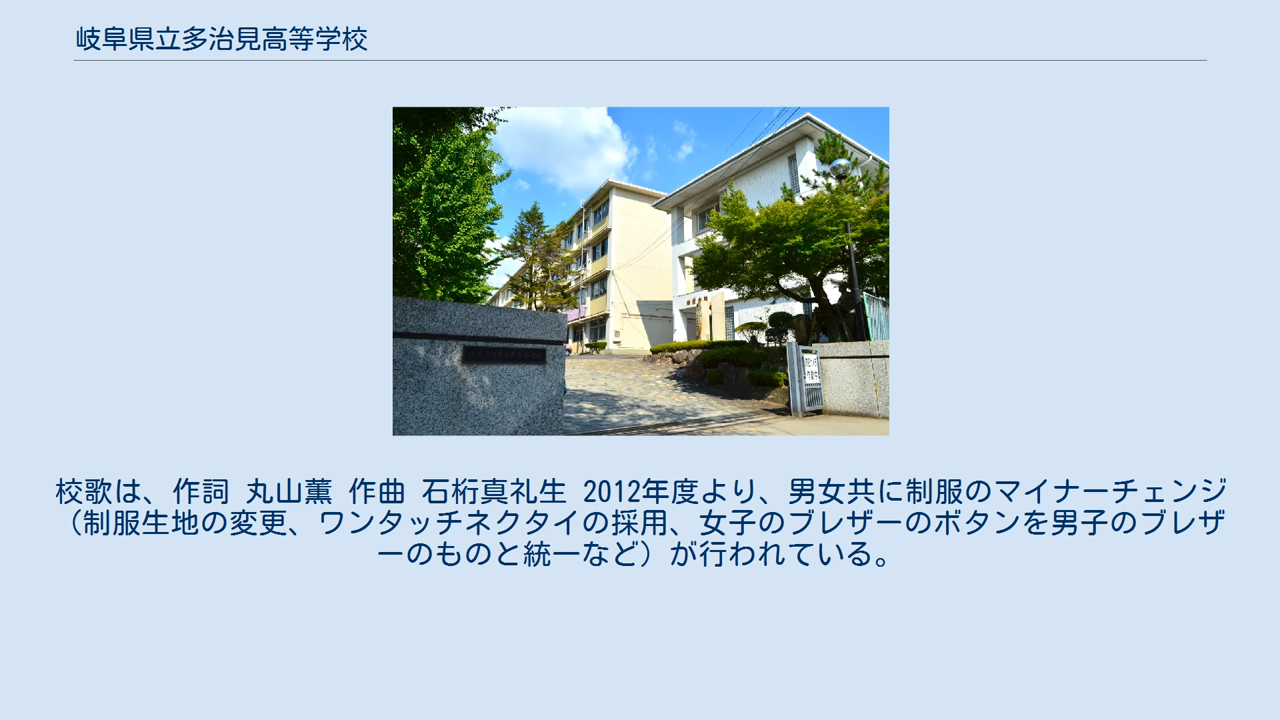 岐阜県立多治見高等学校
校歌は、作詞 丸山薫 作曲 石桁真礼生 2012年度より、男女共に制服のマイナーチェンジ
（制服生地の変更、ワンタッチネクタイの採用、女子のブレザーのボタンを男子のブレザ
ーのものと統一など）が行われている。